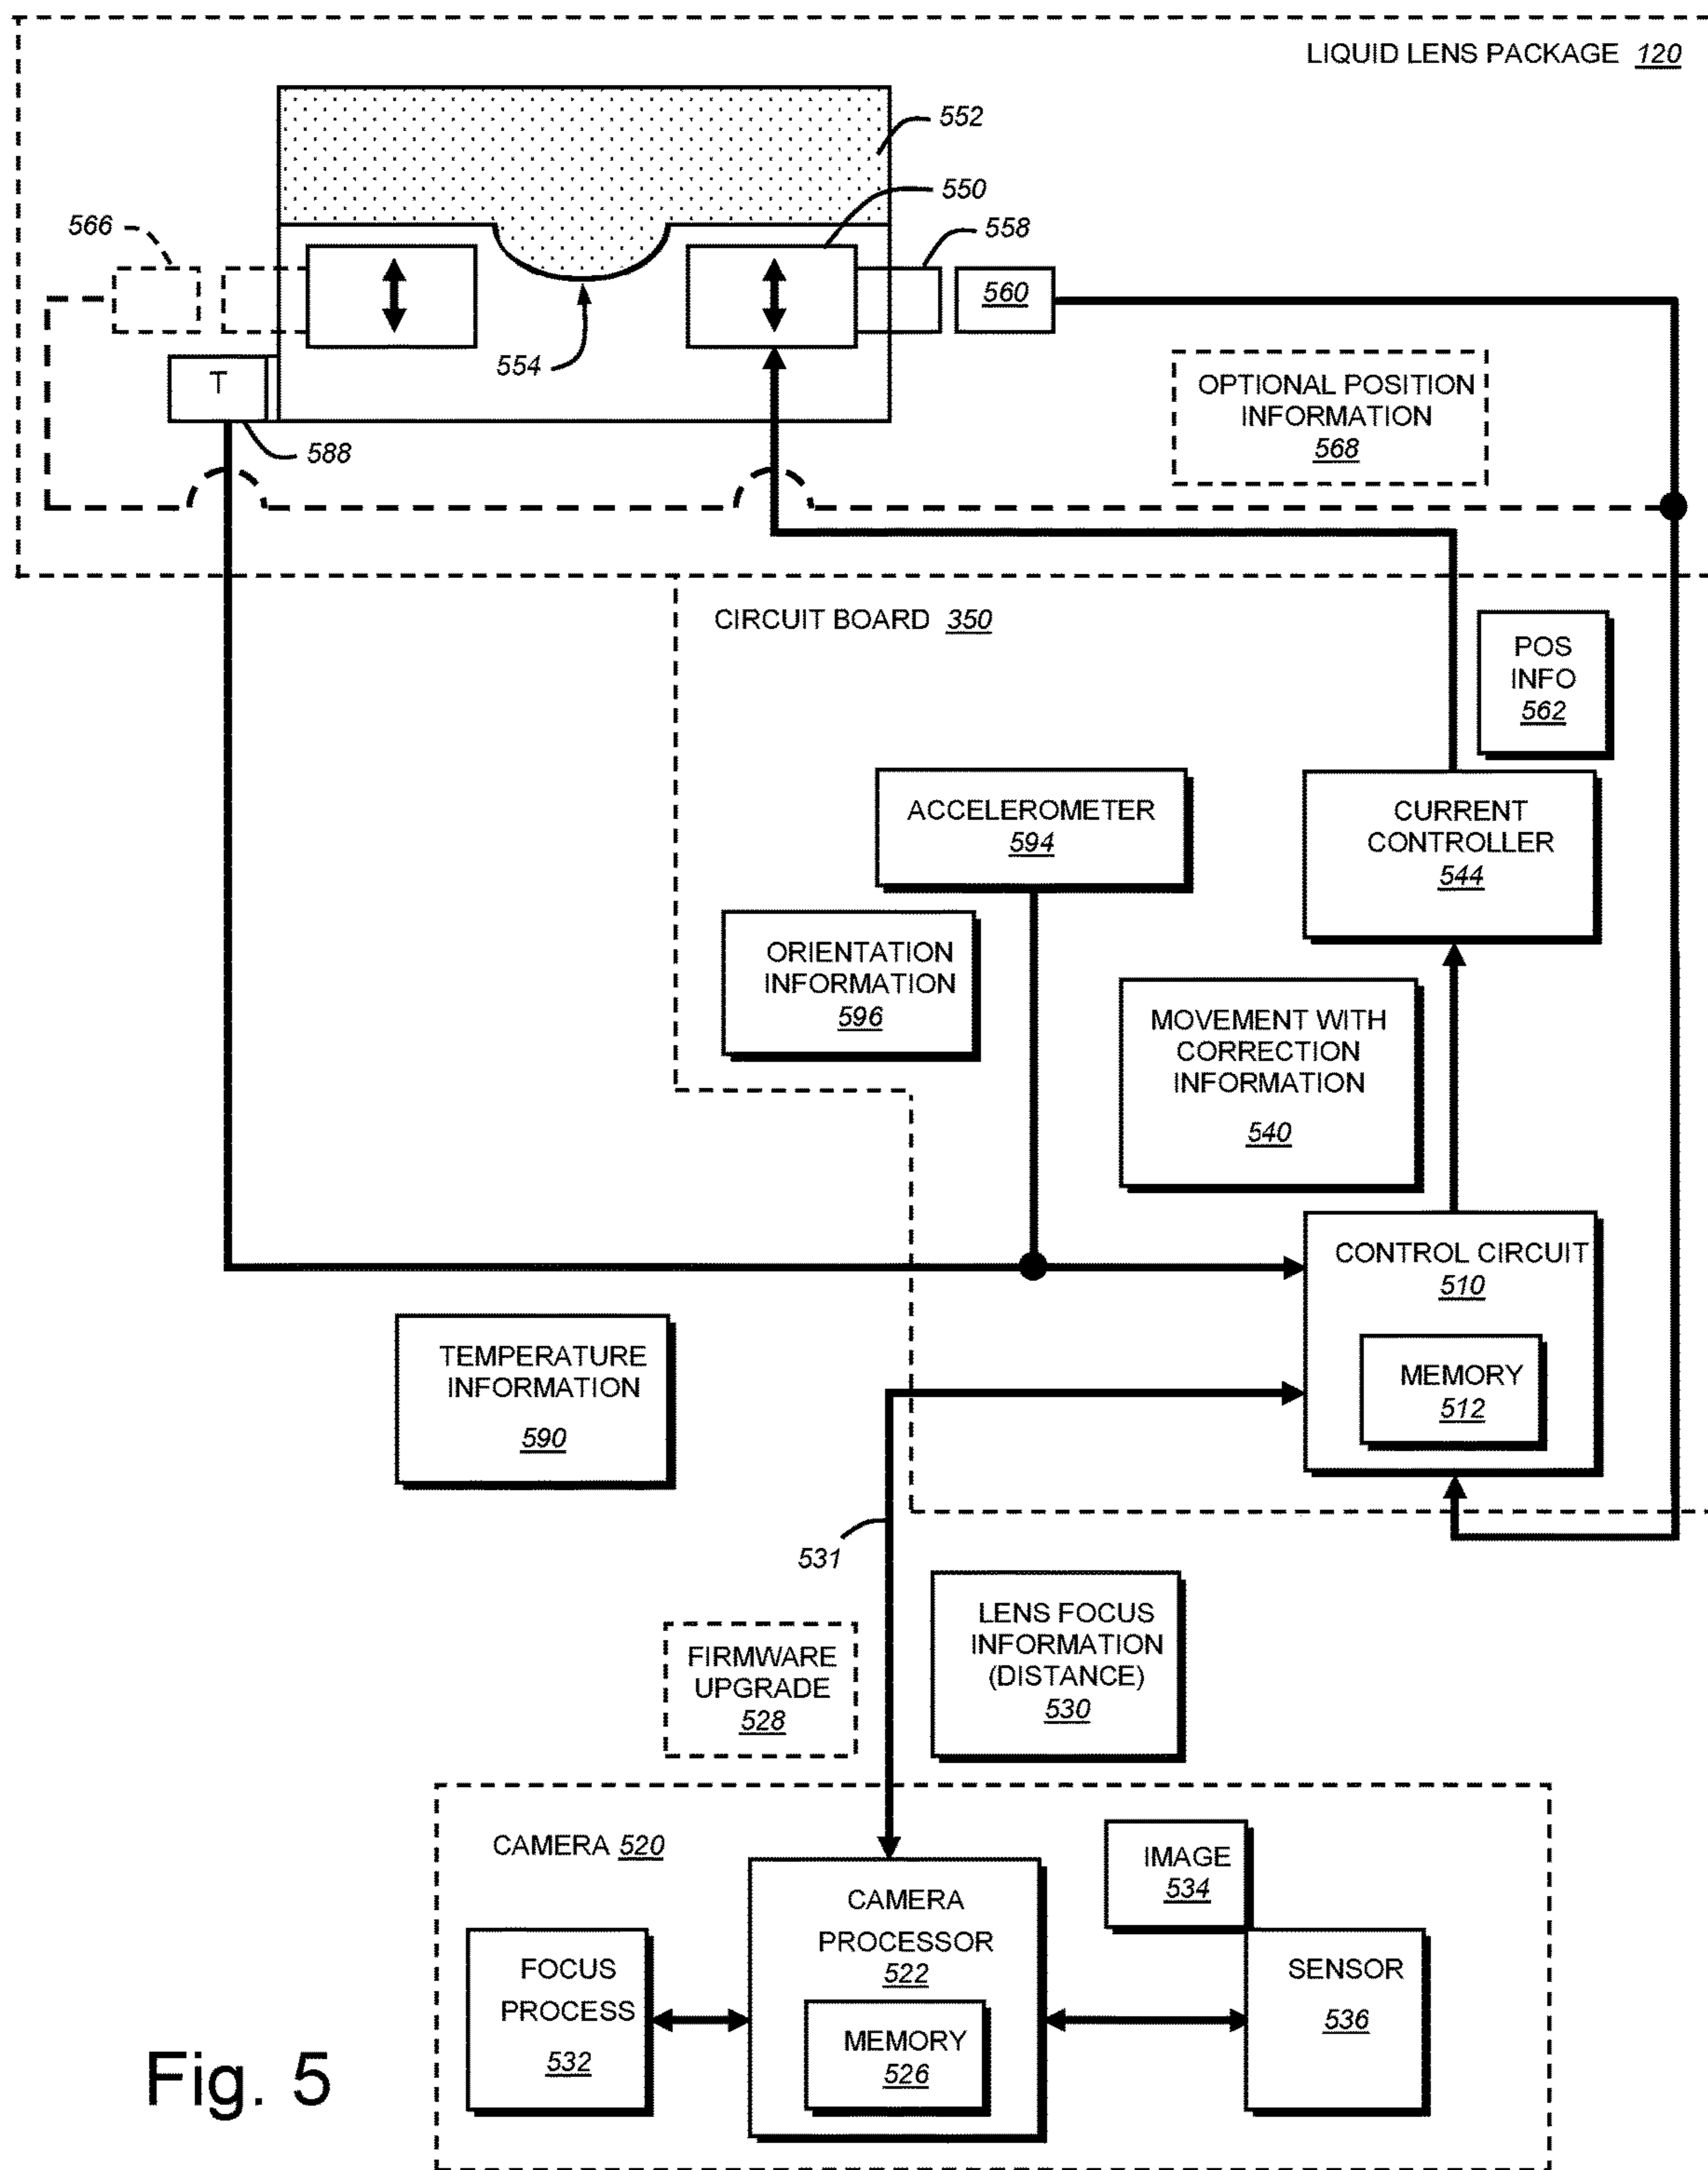 LIQUID LENS PACKAGE 120
552
550
558
566
560
554
T
588
OPTIONAL POSITION
INFORMATION
568
CIRCUIT BOARD 350
POS
INFO
562
ACCELEROMETER
594
CURRENT
CONTROLLER
544
ORIENTATION
INFORMATION
596
MOVEMENT WITH
CORRECTION
INFORMATION
540
CONTROL CIRCUIT
510
MEMORY
512
TEMPERATURE
INFORMATION
590
531
LENS FOCUS
INFORMATION
(DISTANCE)
530
FIRMWARE
UPGRADE
528
CAMERA 520
IMAGE
534
CAMERA
PROCESSOR
522
MEMORY
526
FOCUS
PROCESS
532
SENSOR
536
Fig. 5